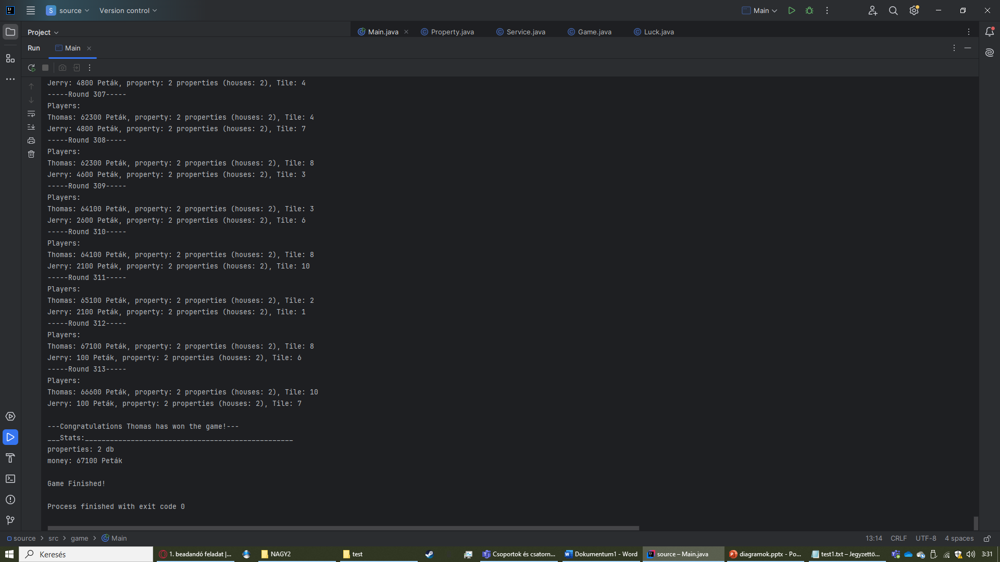 S source Version control Main
Project Main.java Property.java Service.java Game.java Luck.java
Run Main
Jerry: 4800 Peták, property: 2 properties (houses: 2), Tile: 4
-----Round 307-----
Players:
Thomas: 62300 Peták, property: 2 properties (houses: 2), Tile: 4
Jerry: 4800 Peták, property: 2 properties (houses: 2), Tile: 7
-----Round 308-----
Players:
Thomas: 62300 Peták, property: 2 properties (houses: 2), Tile: 8
Jerry: 4600 Peták, property: 2 properties (houses: 2), Tile: 3
-----Round 309-----
Players:
Thomas: 64100 Peták, property: 2 properties (houses: 2), Tile: 3
Jerry: 2600 Peták, property: 2 properties (houses: 2), Tile: 6
-----Round 310-----
Players:
Thomas: 64100 Peták, property: 2 properties (houses: 2), Tile: 8
Jerry: 2100 Peták, property: 2 properties (houses: 2), Tile: 10
-----Round 311-----
Players:
Thomas: 65100 Peták, property: 2 properties (houses: 2), Tile: 2
Jerry: 2100 Peták, property: 2 properties (houses: 2), Tile: 1
-----Round 312-----
Players:
Thomas: 67100 Peták, property: 2 properties (houses: 2), Tile: 8
Jerry: 100 Peták, property: 2 properties (houses: 2), Tile: 6
-----Round 313-----
Players:
Thomas: 66600 Peták, property: 2 properties (houses: 2), Tile: 10
Jerry: 100 Peták, property: 2 properties (houses: 2), Tile: 7
---Congratulations Thomas has won the game!---
___Stats:__________________________________________________
properties: 2 db
money: 67100 Peták
Game Finished!
Process finished with exit code 0
source > src > game > Main 13:14 CRLF UTF-8 4 spaces
Keresés 1. beadandó feladat |... NAGY2 test Csoportok és csatorn... Dokumentum1 - Word source – Main.java diagramok.pptx - Po... test1.txt – Jegyzettö... 3:31